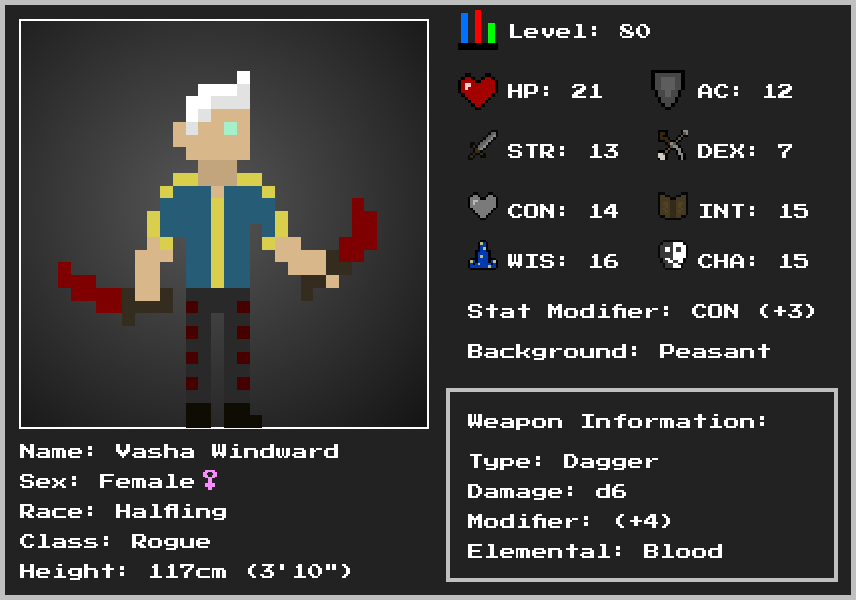 Level: 80
HP: 21 AC: 12
STR: 13 DEX: 7
CON: 14 INT: 15
WIS: 16 CHA: 15
Stat Modifier: CON (+3)
Background: Peasant
Weapon Information:
Type: Dagger
Damage: d6
Modifier: (+4)
Elemental: Blood
Name: Vasha Windward
Sex: Female♀
Race: Halfling
Class: Rogue
Height: 117cm (3'10")